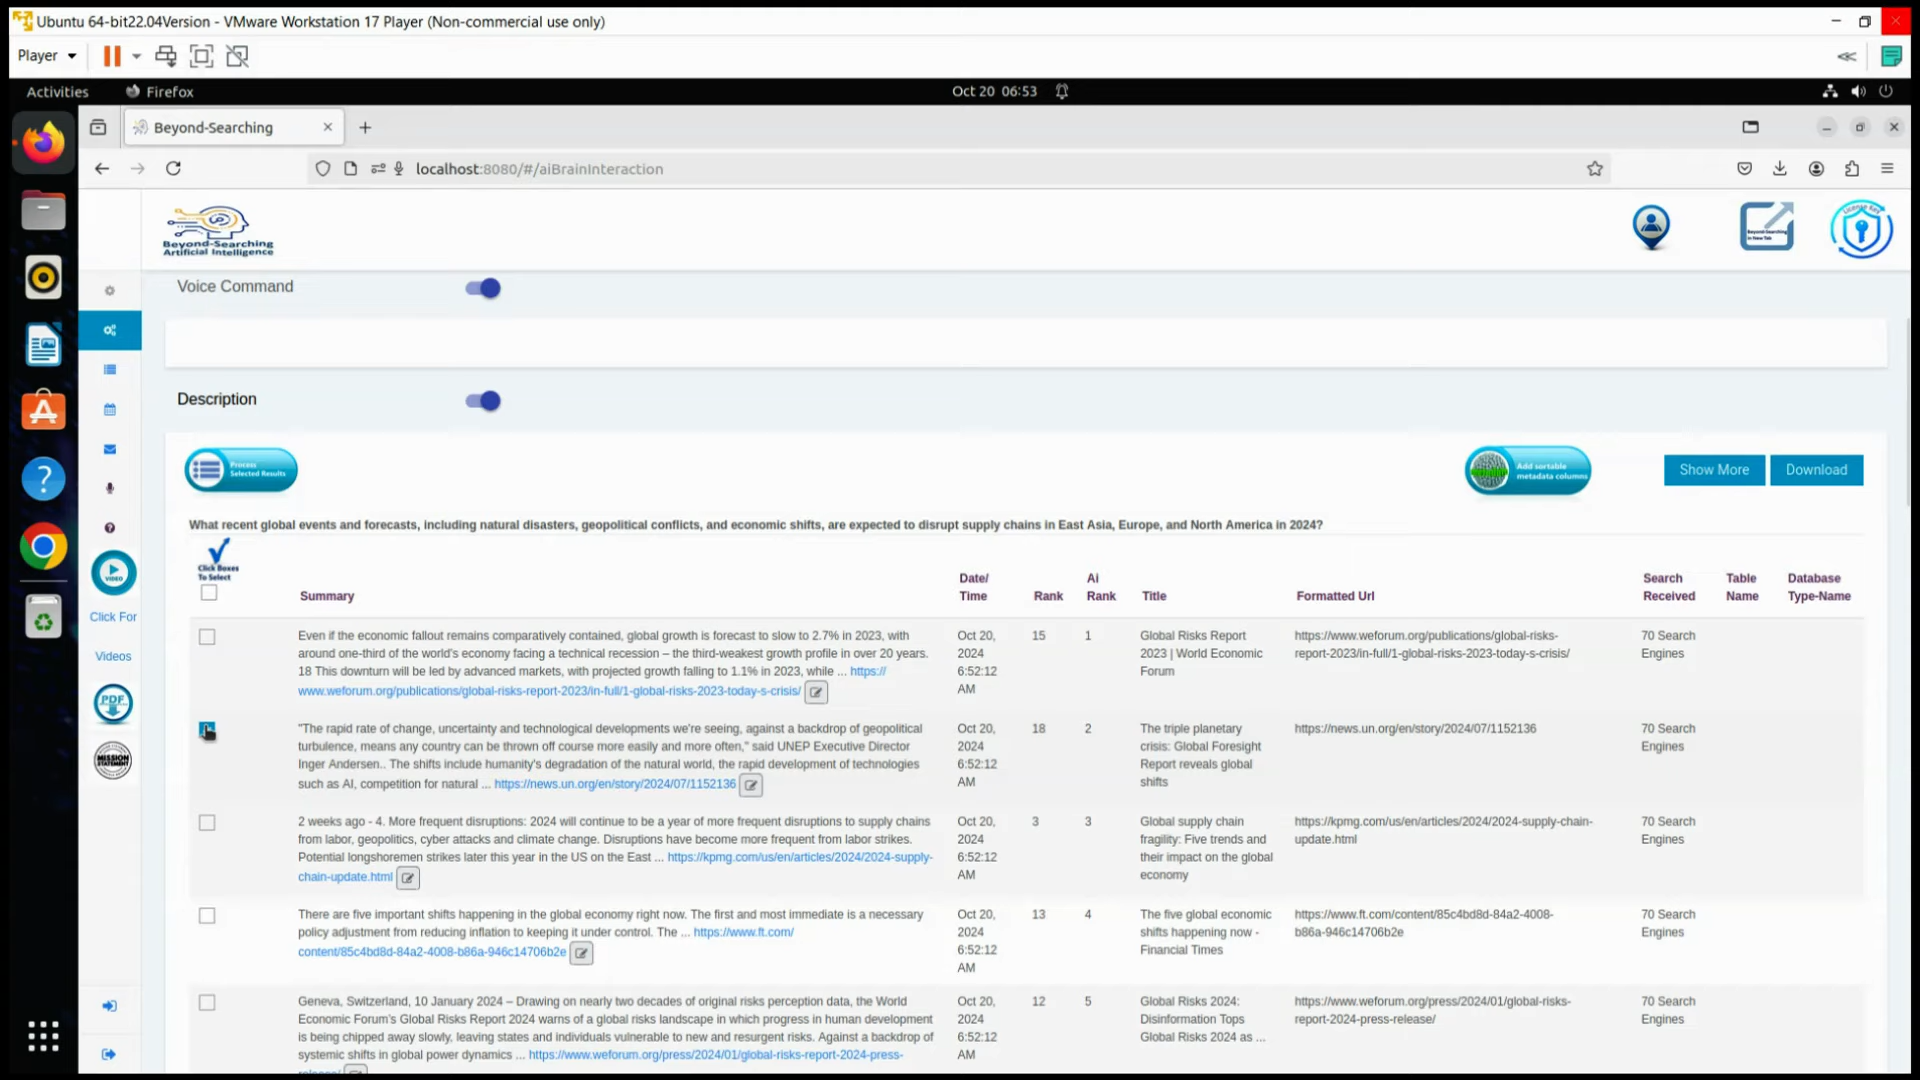 Ubuntu 64-bit22.04Version - VMware Workstation 17 Player (Non-commercial use only)
Player
Activities
Firefox
Oct 20 06:53
Beyond-Searching
localhost:8080/#/aiBrainInteraction
Beyond-Searching
Artificial Intelligence
Beyond-Searching
in New Tab
License Key
Voice Command
Description
Process
Selected Results
Add sortable
metadata columns
Show More
Download
What recent global events and forecasts, including natural disasters, geopolitical conflicts, and economic shifts, are expected to disrupt supply chains in East Asia, Europe, and North America in 2024?
Click Boxes
To Select
Summary
Date/
Time
Rank
Ai
Rank
Title
Formatted Url
Search
Received
Table
Name
Database
Type-Name
Even if the economic fallout remains comparatively contained, global growth is forecast to slow to 2.7% in 2023, with
around one-third of the world's economy facing a technical recession – the third-weakest growth profile in over 20 years.
18 This downturn will be led by advanced markets, with projected growth falling to 1.1% in 2023, while ... https://
www.weforum.org/publications/global-risks-report-2023/in-full/1-global-risks-2023-today-s-crisis/
Oct 20,
2024
6:52:12
AM
15
1
Global Risks Report
2023 | World Economic
Forum
https://www.weforum.org/publications/global-risks-
report-2023/in-full/1-global-risks-2023-today-s-crisis/
70 Search
Engines
"The rapid rate of change, uncertainty and technological developments we're seeing, against a backdrop of geopolitical
turbulence, means any country can be thrown off course more easily and more often," said UNEP Executive Director
Inger Andersen.. The shifts include humanity's degradation of the natural world, the rapid development of technologies
such as AI, competition for natural ... https://news.un.org/en/story/2024/07/1152136
Oct 20,
2024
6:52:12
AM
18
2
The triple planetary
crisis: Global Foresight
Report reveals global
shifts
https://news.un.org/en/story/2024/07/1152136
70 Search
Engines
2 weeks ago - 4. More frequent disruptions: 2024 will continue to be a year of more frequent disruptions to supply chains
from labor, geopolitics, cyber attacks and climate change. Disruptions have become more frequent from labor strikes.
Potential longshoremen strikes later this year in the US on the East ... https://kpmg.com/us/en/articles/2024/2024-supply-
chain-update.html
Oct 20,
2024
6:52:12
AM
3
3
Global supply chain
fragility: Five trends and
their impact on the global
economy
https://kpmg.com/us/en/articles/2024/2024-supply-chain-
update.html
70 Search
Engines
There are five important shifts happening in the global economy right now. The first and most immediate is a necessary
policy adjustment from reducing inflation to keeping it under control. The ... https://www.ft.com/
content/85c4bd8d-84a2-4008-b86a-946c14706b2e
Oct 20,
2024
6:52:12
AM
13
4
The five global economic
shifts happening now -
Financial Times
https://www.ft.com/content/85c4bd8d-84a2-4008-
b86a-946c14706b2e
70 Search
Engines
Geneva, Switzerland, 10 January 2024 – Drawing on nearly two decades of original risks perception data, the World
Economic Forum's Global Risks Report 2024 warns of a global risks landscape in which progress in human development
is being chipped away slowly, leaving states and individuals vulnerable to new and resurgent risks. Against a backdrop of
systemic shifts in global power dynamics ... https://www.weforum.org/press/2024/01/global-risks-report-2024-press-
release/
Oct 20,
2024
6:52:12
AM
12
5
Global Risks 2024:
Disinformation Tops
Global Risks 2024 as ...
https://www.weforum.org/press/2024/01/global-risks-
report-2024-press-release/
70 Search
Engines
VIDEO
Click For
Videos
PDF
MISSION
STATEMENT